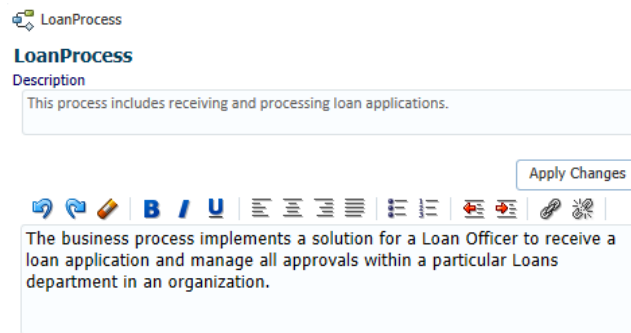 LoanProcess
LoanProcess
Description
This process includes receiving and processing loan applications.
Apply Changes
B I U
The business process implements a solution for a Loan Officer to receive a
loan application and manage all approvals within a particular Loans
department in an organization.